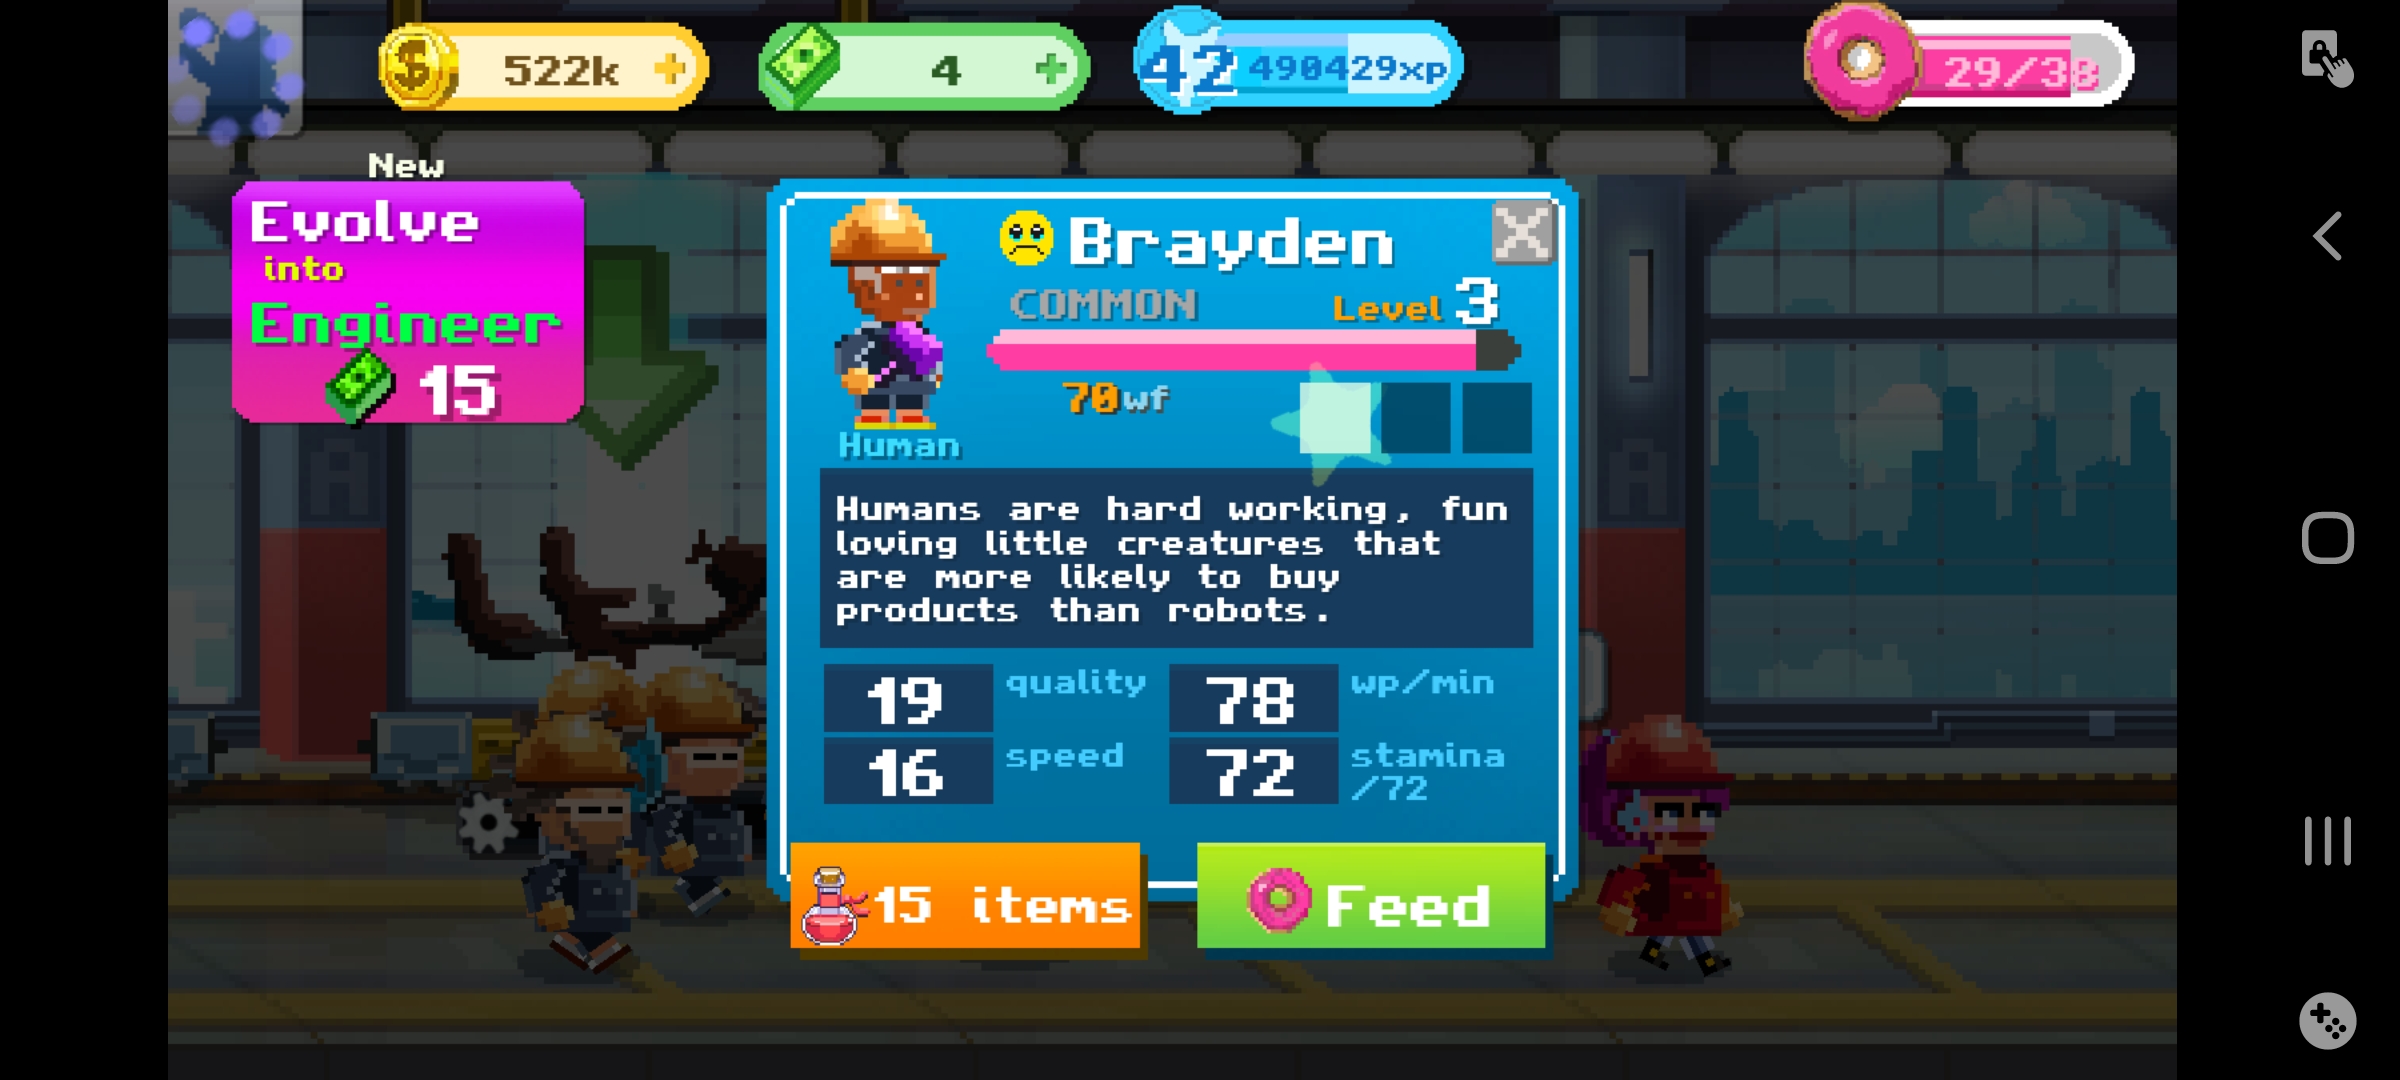 522k
4
42 490429xp
29/38
New
Evolve
into
Engineer
15
Brayden
COMMON Level 3
70wf
Human
Humans are hard working, fun
loving little creatures that
are more likely to buy
products than robots.
19 quality 78 wp/min
16 speed 72 stamina
/72
15 items Feed
A
A